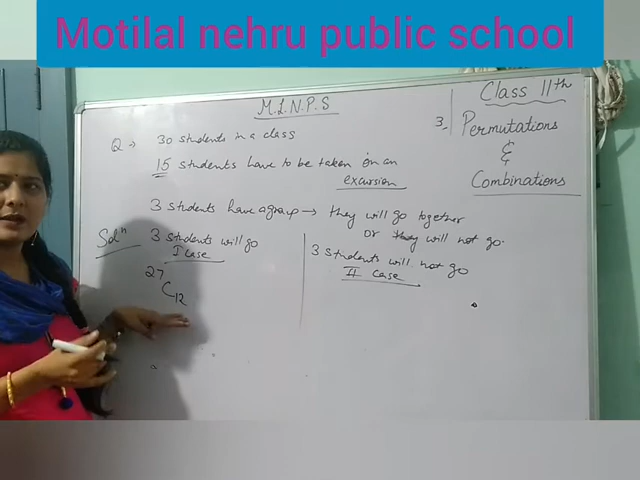 Motilal nehru public school
M.L.N.P.S
Class 11th
3.
Permutations
&
Combinations
Q → 30 students in a class
15 students have to be taken on an
excursion
3 students have a group → they will go together
or they will not go.
Solⁿ
3 students will go
I case
27
C12
3 students will not go
II case